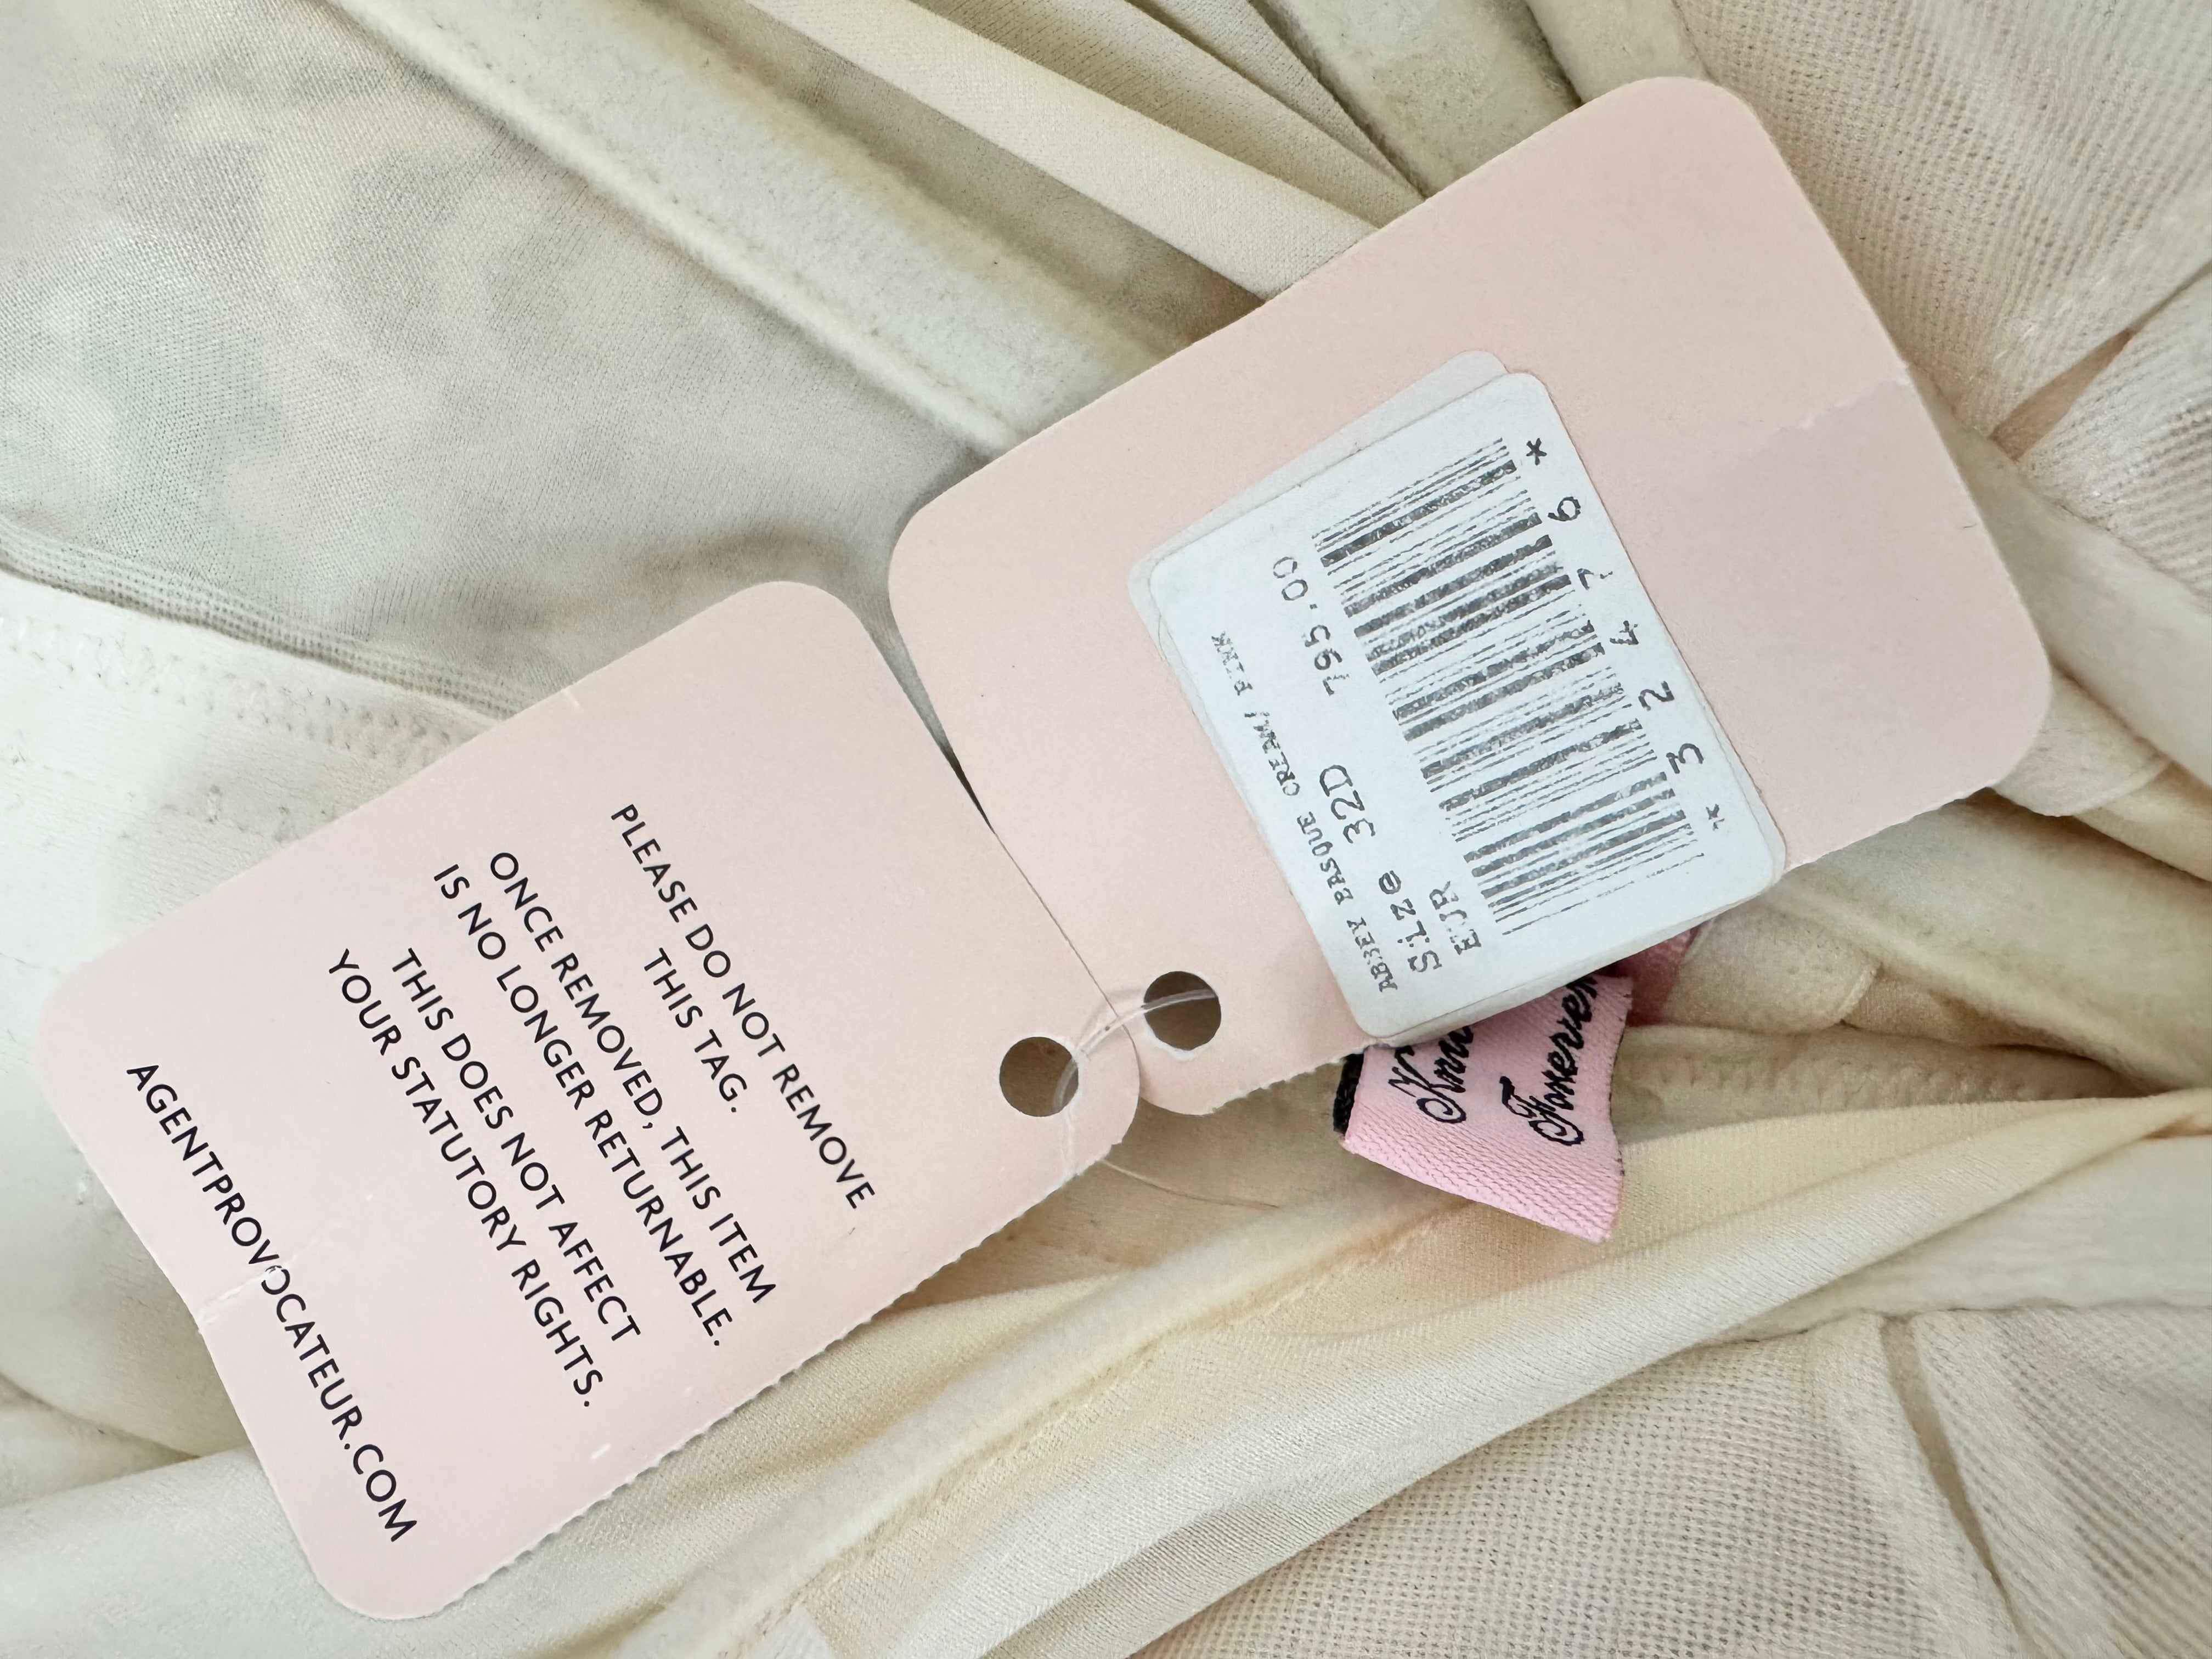 PLEASE DO NOT REMOVE
THIS TAG.
ONCE REMOVED, THIS ITEM
IS NO LONGER RETURNABLE.
THIS DOES NOT AFFECT
YOUR STATUTORY RIGHTS.
AGENTPROVOCATEUR.COM
ABBEY BASQUE CREAM/ PINK
Size 32D
EUR 795.00
* 3 2 4 7 6 *